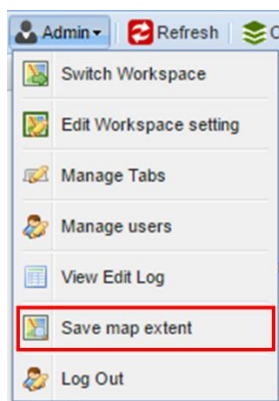 Admin Refresh
Switch Workspace
Edit Workspace setting
Manage Tabs
Manage users
View Edit Log
Save map extent
Log Out